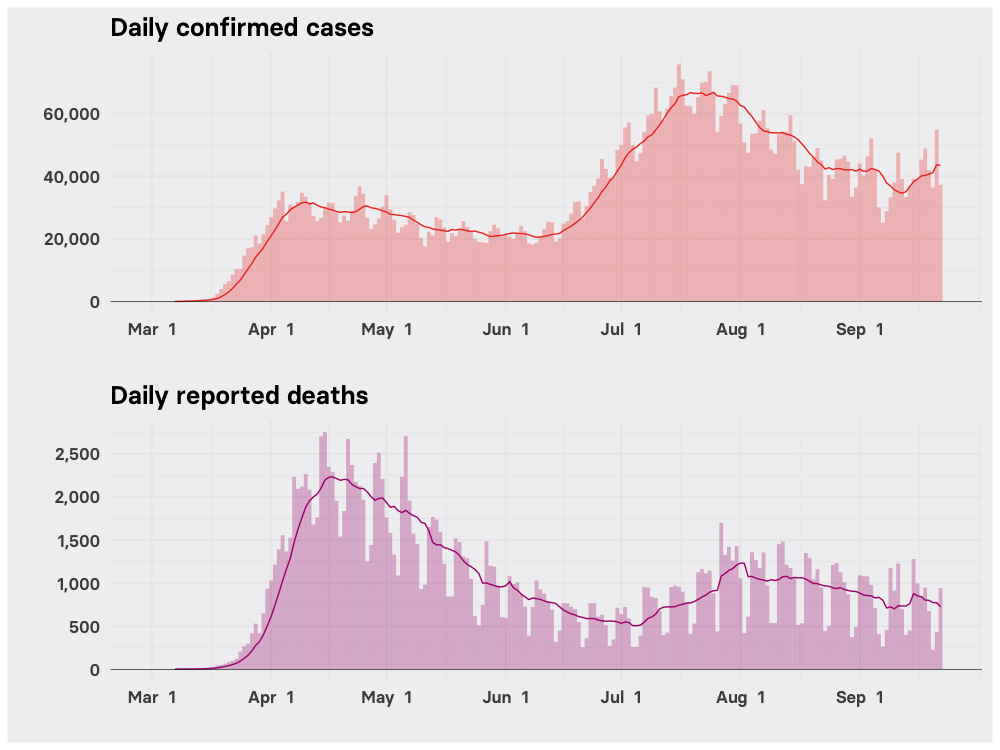 Daily confirmed cases
60,000
40,000
20,000
0
Mar 1 Apr 1 May 1 Jun 1 Jul 1 Aug 1 Sep 1
Daily reported deaths
2,500
2,000
1,500
1,000
500
0
Mar 1 Apr 1 May 1 Jun 1 Jul 1 Aug 1 Sep 1